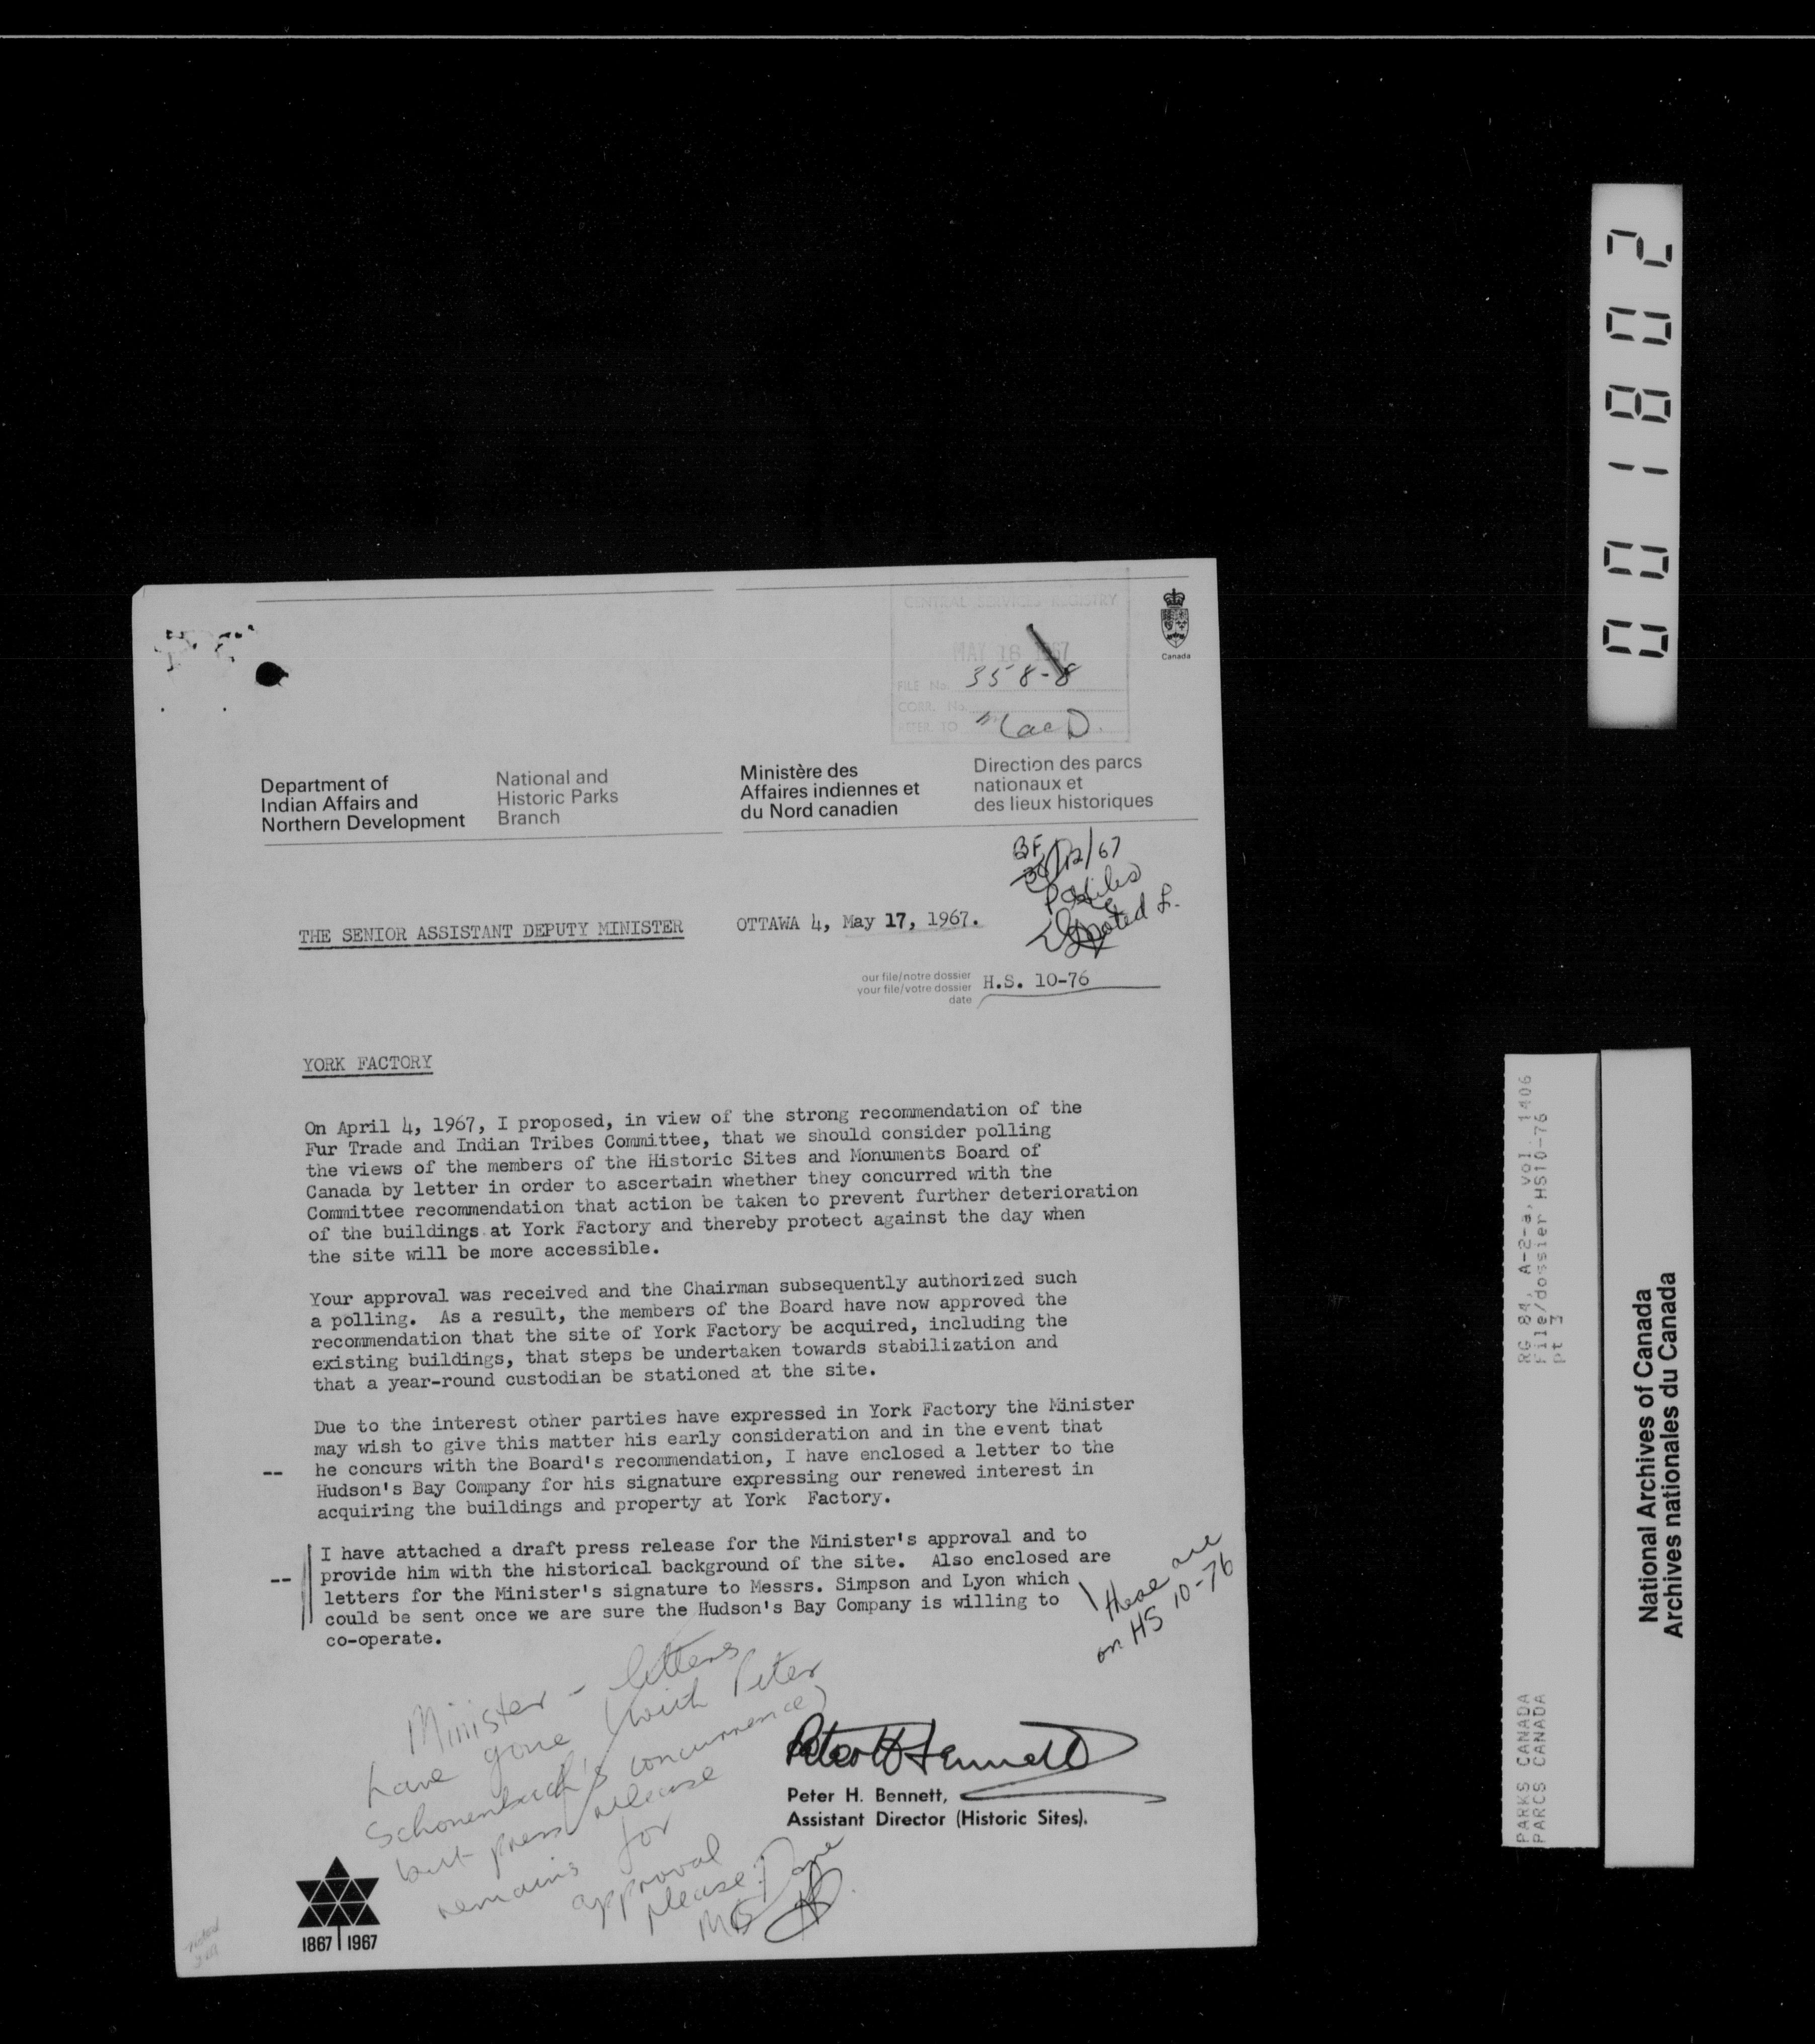 CENTRAL SERVICES REGISTRY
MAY 18 1967
FILE No. 358-8
CORR. No.
REFER TO MacD.
Canada
Department of
Indian Affairs and
Northern Development
National and
Historic Parks
Branch
Ministère des
Affaires indiennes et
du Nord canadien
Direction des parcs
nationaux et
des lieux historiques
BF
/12/67
noted L.
THE SENIOR ASSISTANT DEPUTY MINISTER
OTTAWA 4, May 17, 1967.
our file/notre dossier H.S. 10-76
your file/votre dossier
date
YORK FACTORY
On April 4, 1967, I proposed, in view of the strong recommendation of the
Fur Trade and Indian Tribes Committee, that we should consider polling
the views of the members of the Historic Sites and Monuments Board of
Canada by letter in order to ascertain whether they concurred with the
Committee recommendation that action be taken to prevent further deterioration
of the buildings at York Factory and thereby protect against the day when
the site will be more accessible.
Your approval was received and the Chairman subsequently authorized such
a polling. As a result, the members of the Board have now approved the
recommendation that the site of York Factory be acquired, including the
existing buildings, that steps be undertaken towards stabilization and
that a year-round custodian be stationed at the site.
Due to the interest other parties have expressed in York Factory the Minister
may wish to give this matter his early consideration and in the event that
-- he concurs with the Board's recommendation, I have enclosed a letter to the
Hudson's Bay Company for his signature expressing our renewed interest in
acquiring the buildings and property at York Factory.
I have attached a draft press release for the Minister's approval and to
-- provide him with the historical background of the site. Also enclosed are
letters for the Minister's signature to Messrs. Simpson and Lyon which
could be sent once we are sure the Hudson's Bay Company is willing to
co-operate.
these are
on HS 10-76
Minister - letters
have gone (with Peter
Schonenbach's concurrence)
but press release
remains for
approval
please.
Done
Peter H Bennett
Peter H. Bennett,
Assistant Director (Historic Sites).
1867 1967
noted
001802
RG 84, A-2-a, vol. 1406
File/dossier HS10-76
pt 3
PARKS CANADA
PARCS CANADA
National Archives of Canada
Archives nationales du Canada